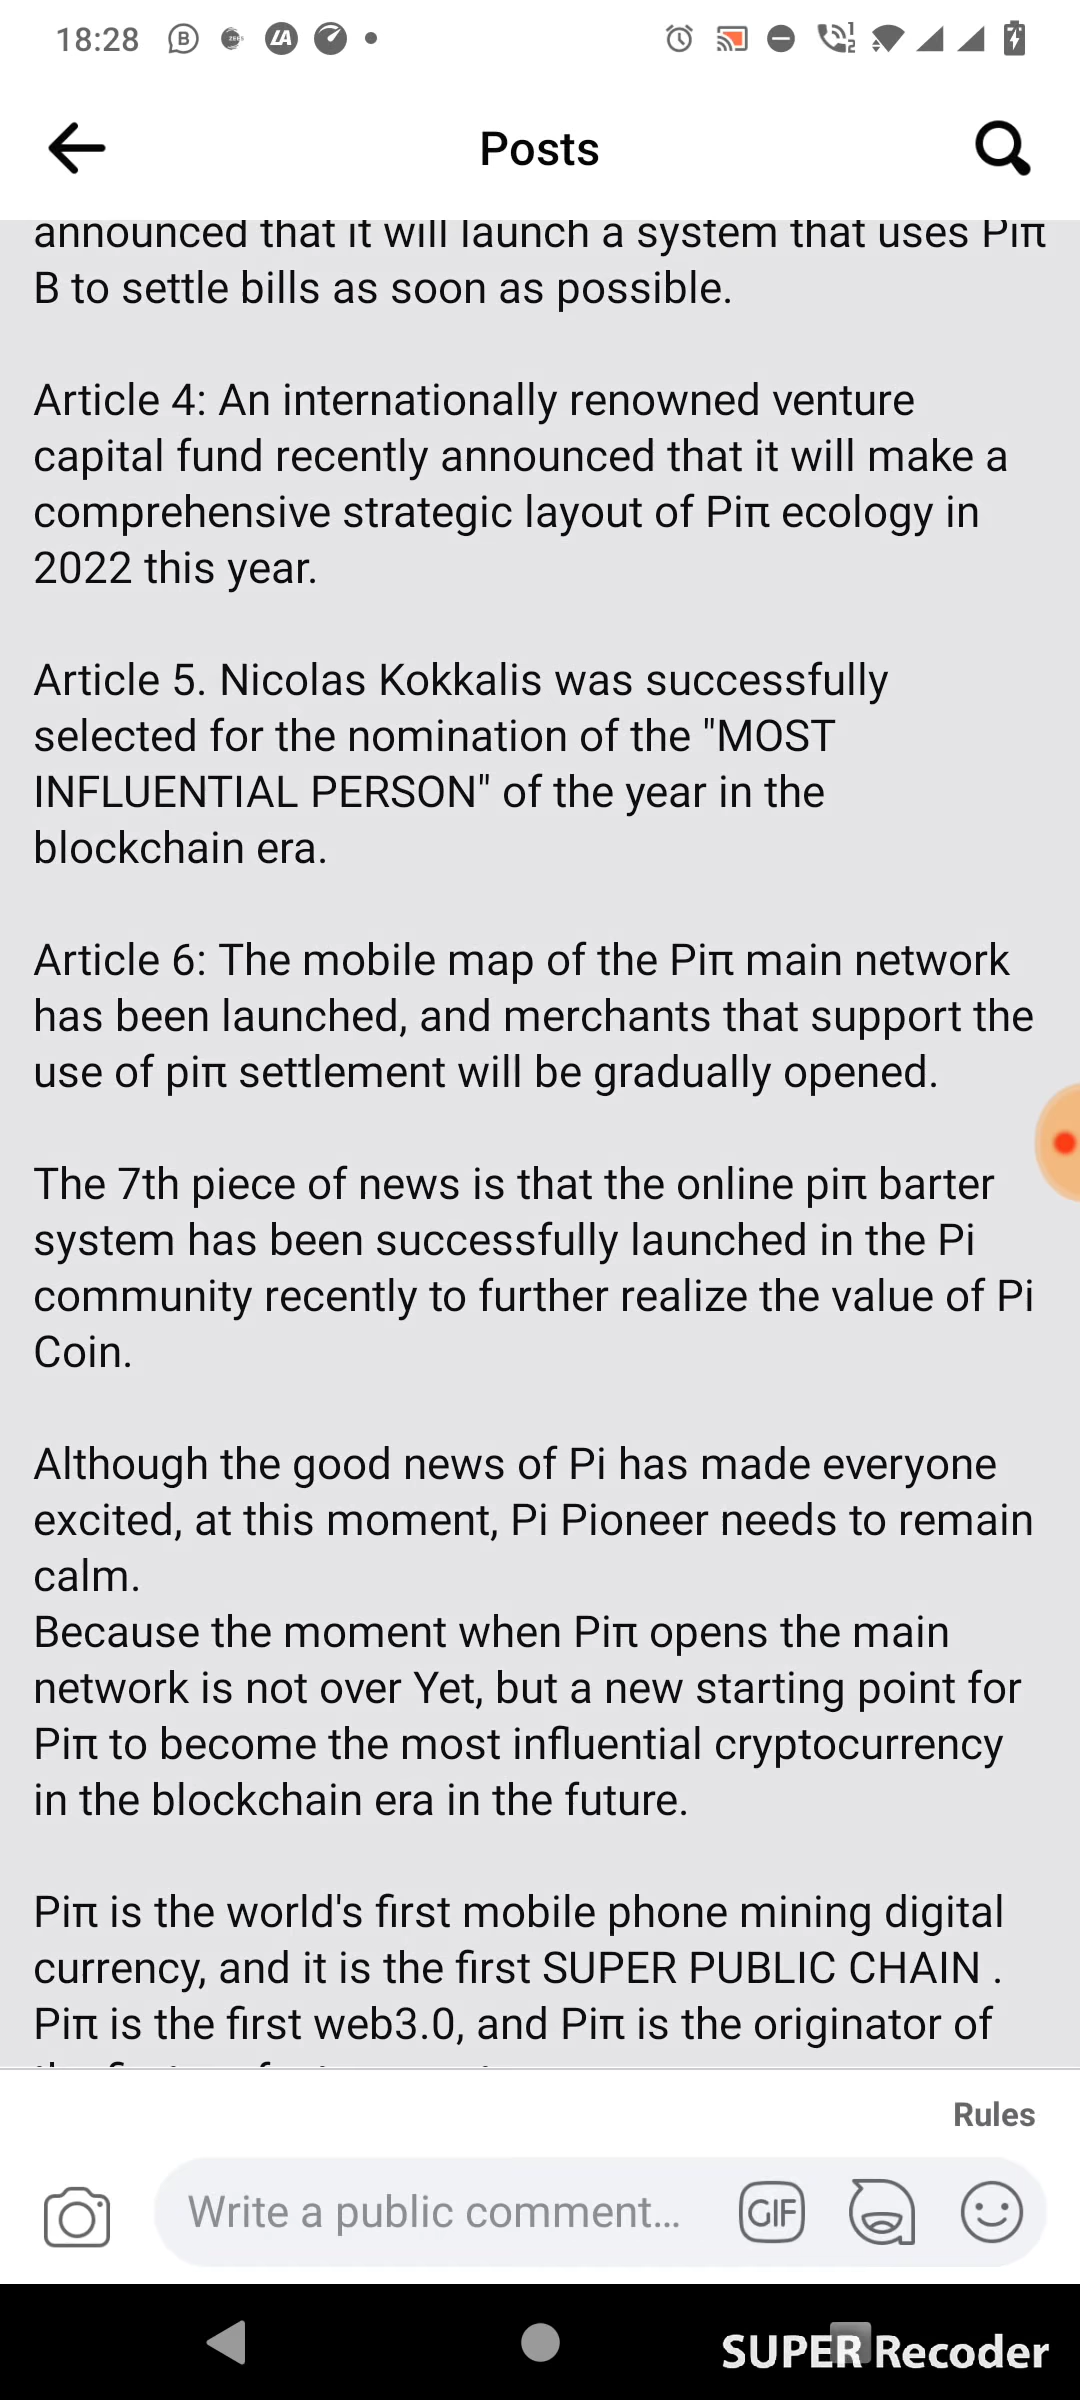 18:28
Posts
announced that it will launch a system that uses Piπ
B to settle bills as soon as possible.
Article 4: An internationally renowned venture
capital fund recently announced that it will make a
comprehensive strategic layout of Piπ ecology in
2022 this year.
Article 5. Nicolas Kokkalis was successfully
selected for the nomination of the "MOST
INFLUENTIAL PERSON" of the year in the
blockchain era.
Article 6: The mobile map of the Piπ main network
has been launched, and merchants that support the
use of piπ settlement will be gradually opened.
The 7th piece of news is that the online piπ barter
system has been successfully launched in the Pi
community recently to further realize the value of Pi
Coin.
Although the good news of Pi has made everyone
excited, at this moment, Pi Pioneer needs to remain
calm.
Because the moment when Piπ opens the main
network is not over Yet, but a new starting point for
Piπ to become the most influential cryptocurrency
in the blockchain era in the future.
Piπ is the world's first mobile phone mining digital
currency, and it is the first SUPER PUBLIC CHAIN .
Piπ is the first web3.0, and Piπ is the originator of
Rules
Write a public comment...
GIF
SUPER Recoder